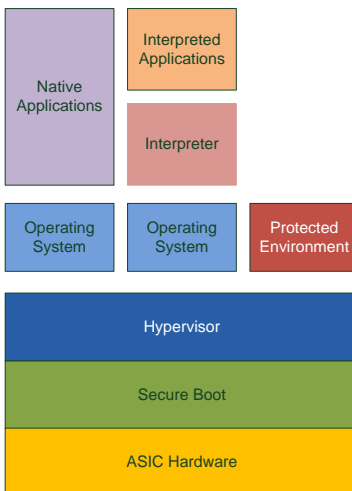 Native
Applications
Interpreted
Applications
Interpreter
Operating
System
Operating
System
Protected
Environment
Hypervisor
Secure Boot
ASIC Hardware